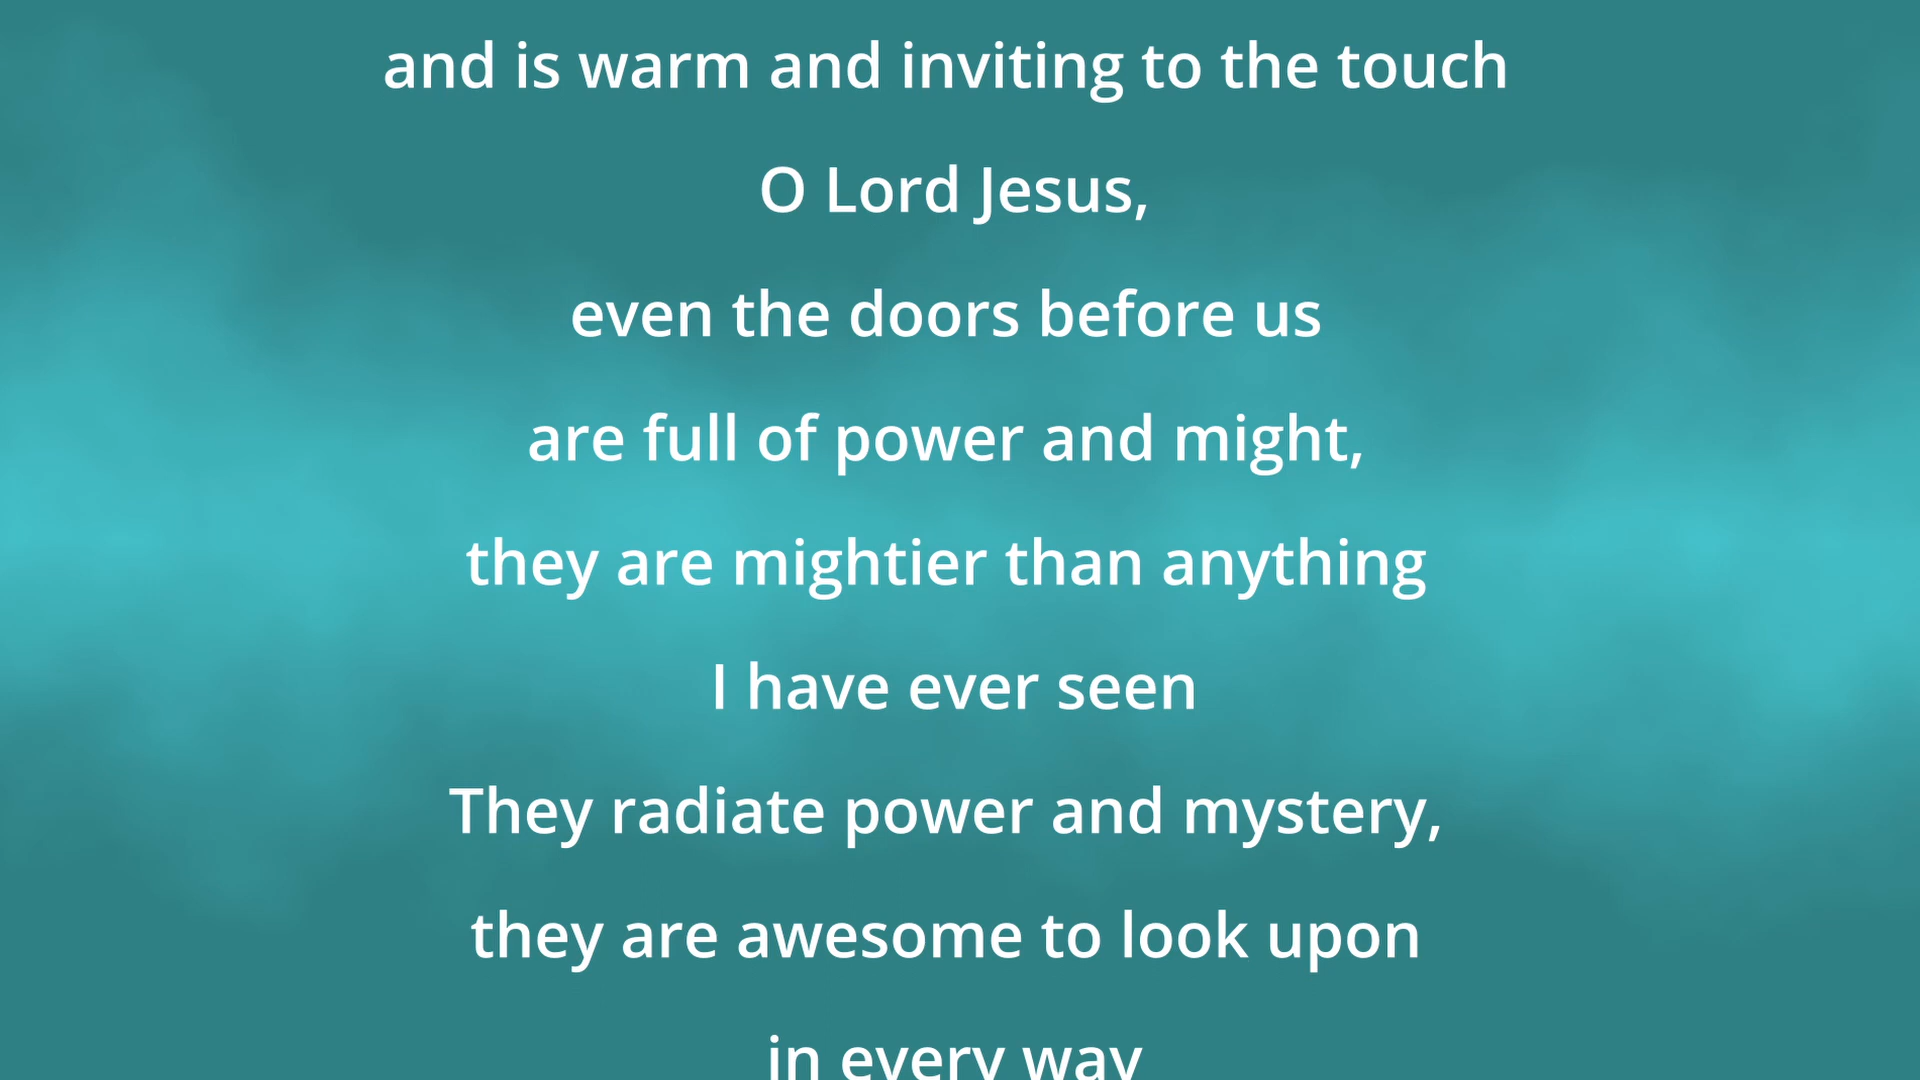 and is warm and inviting to the touch
O Lord Jesus,
even the doors before us
are full of power and might,
they are mightier than anything
I have ever seen
They radiate power and mystery,
they are awesome to look upon
in every way